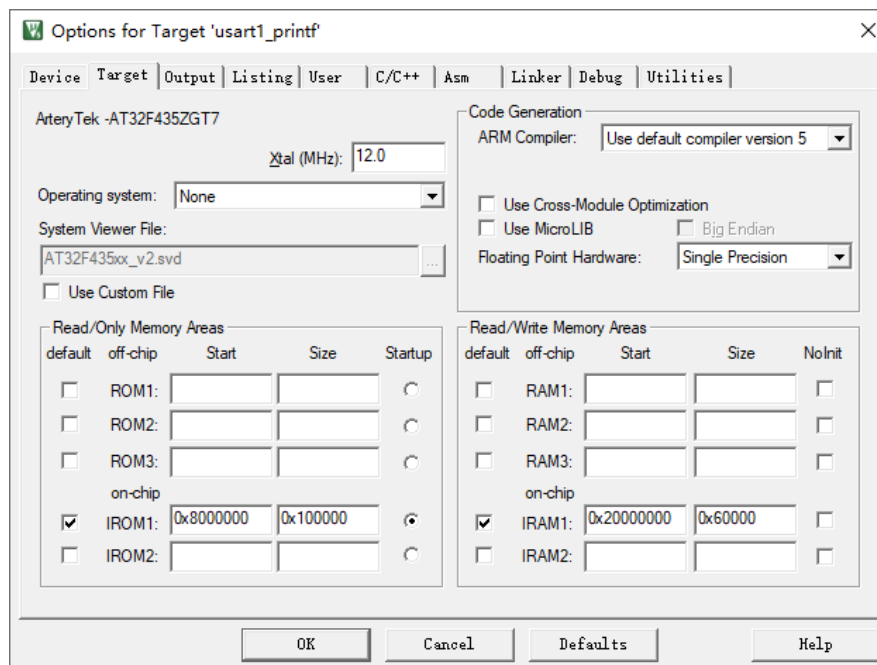 Options for Target 'usart1_printf'
Device Target Output Listing User C/C++ Asm Linker Debug Utilities
ArteryTek -AT32F435ZGT7
Xtal (MHz): 12.0
Operating system: None
System Viewer File:
AT32F435xx_v2.svd ...
Use Custom File
Code Generation
ARM Compiler: Use default compiler version 5
Use Cross-Module Optimization
Use MicroLIB Big Endian
Floating Point Hardware: Single Precision
Read/Only Memory Areas
default off-chip Start Size Startup
ROM1:
ROM2:
ROM3:
on-chip
IROM1: 0x8000000 0x100000
IROM2:
Read/Write Memory Areas
default off-chip Start Size NoInit
RAM1:
RAM2:
RAM3:
on-chip
IRAM1: 0x20000000 0x60000
IRAM2:
OK Cancel Defaults Help